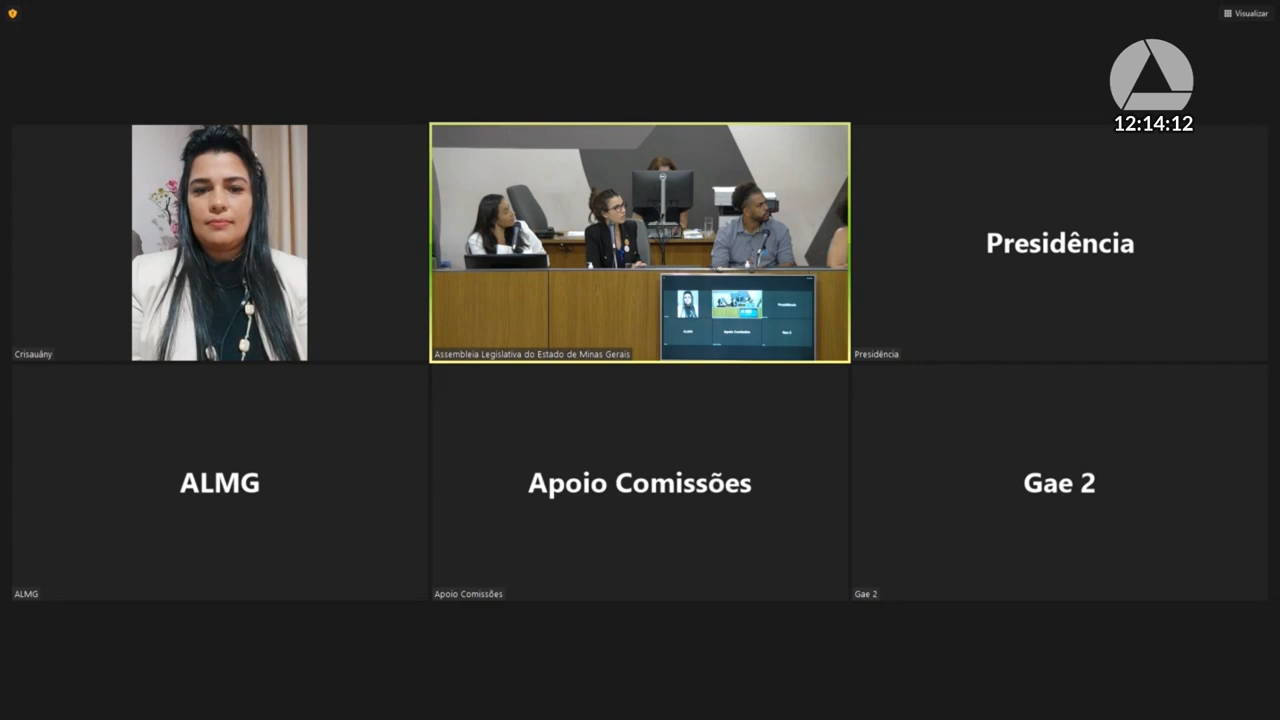 Visualizar
12:14:12
Crisauâny
Assembleia Legislativa do Estado de Minas Gerais
Presidência
Presidência
ALMG
ALMG
Apoio Comissões
Apoio Comissões
Gae 2
Gae 2